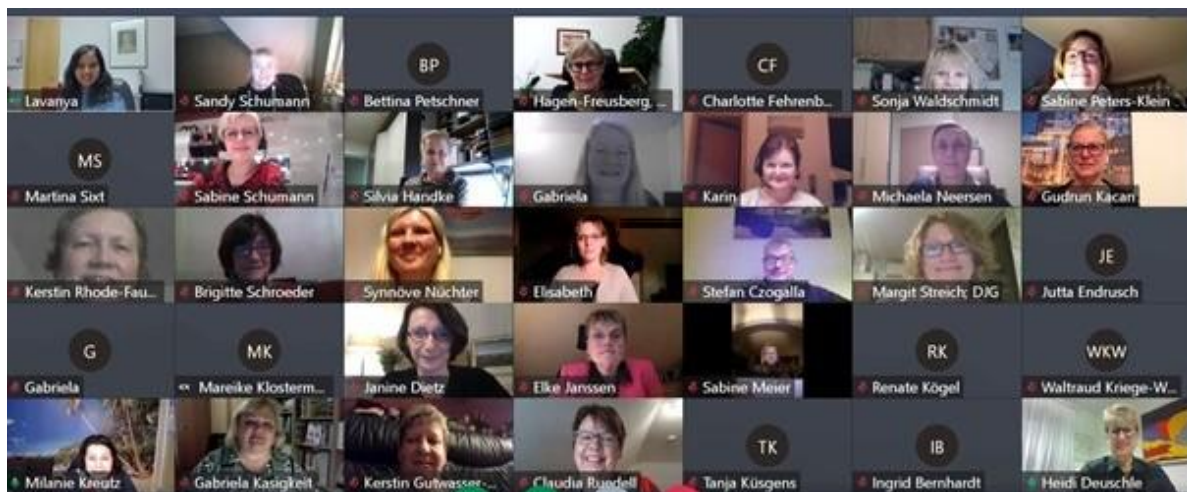 Lavanya
Sandy Schumann
BP
Bettina Petschner
Hagen-Freusberg, ...
CF
Charlotte Fehrenb...
Sonja Waldschmidt
Sabine Peters-Klein
MS
Martina Sixt
Sabine Schumann
Silvia Handke
Gabriela
Karin
Michaela Neersen
Gudrun Kacan
Kerstin Rhode-Fau...
Brigitte Schroeder
Synnöve Nüchter
Elisabeth
Stefan Czogalla
Margit Streich; DJG
JE
Jutta Endrusch
G
Gabriela
MK
Mareike Klosterm...
Janine Dietz
Elke Janssen
Sabine Meier
RK
Renate Kögel
WKW
Waltraud Kriege-W...
Milanie Kreutz
Gabriela Kasigkeit
Kerstin Gutwasser-...
Claudia Ruedell
TK
Tanja Küsgens
IB
Ingrid Bernhardt
Heidi Deuschle